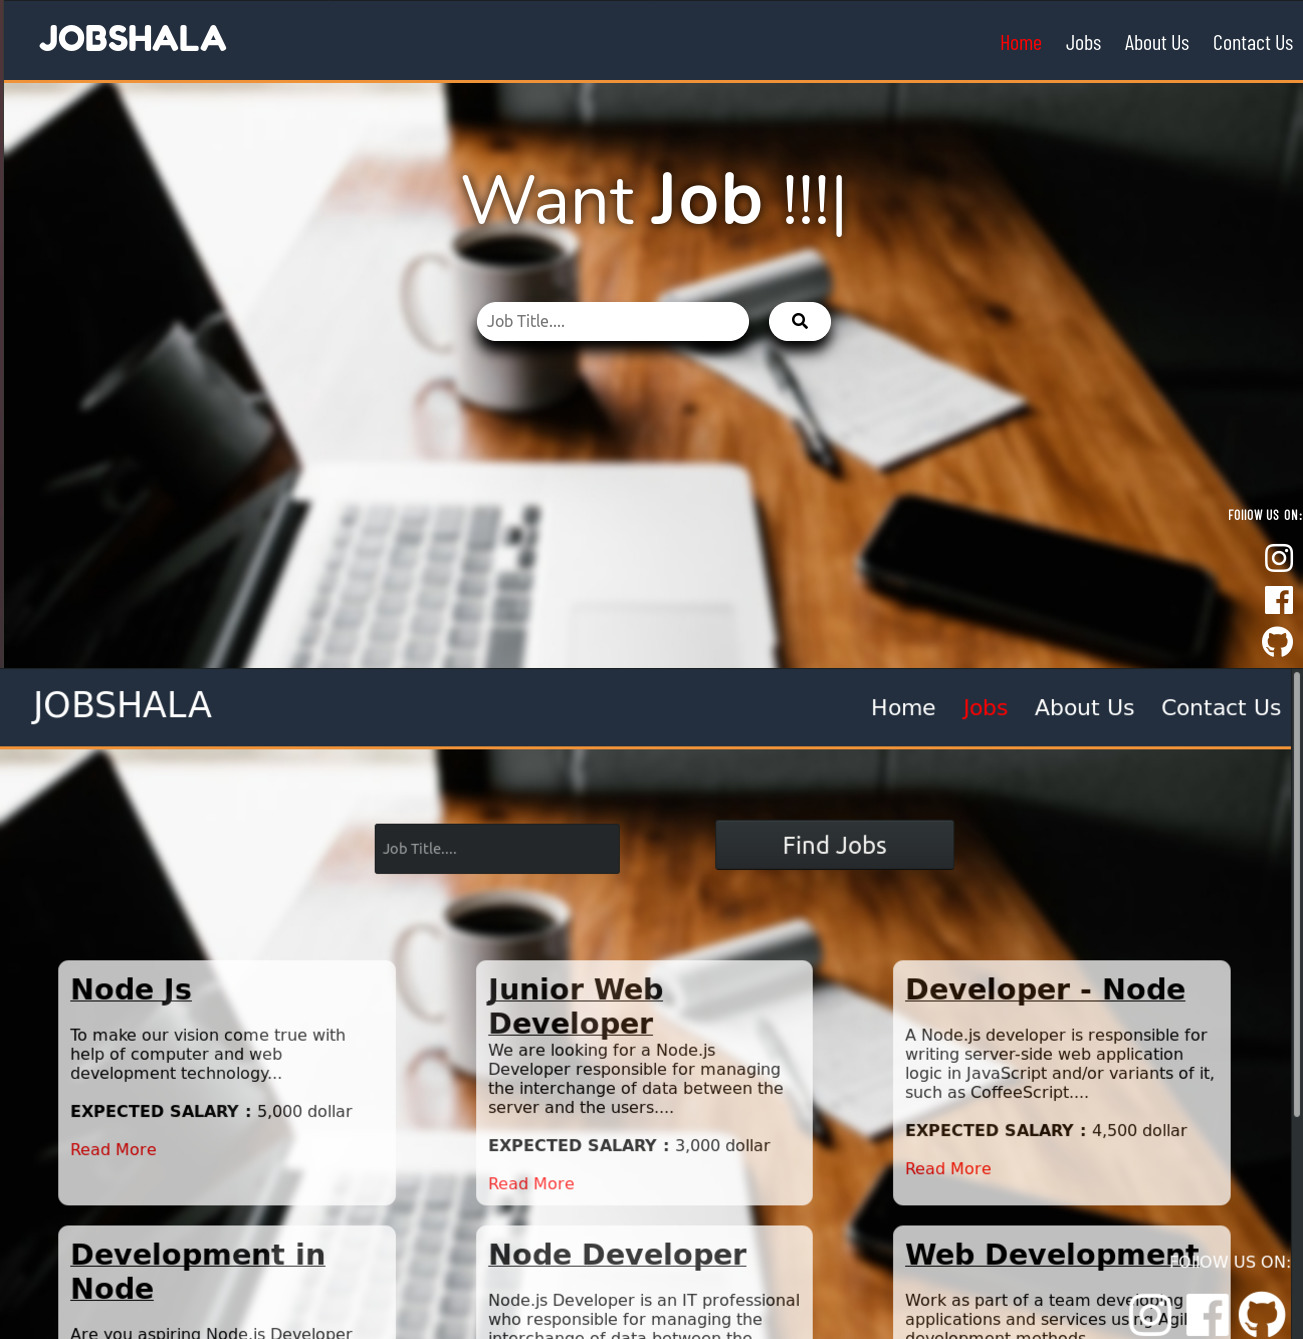 JOBSHALA
Home Jobs About Us Contact Us
Want Job !!!|
Job Title....
FOllOW US ON:
JOBSHALA
Home Jobs About Us Contact Us
Job Title....
Find Jobs
Node Js
To make our vision come true with
help of computer and web
development technology...
EXPECTED SALARY : 5,000 dollar
Read More
Junior Web
Developer
We are looking for a Node.js
Developer responsible for managing
the interchange of data between the
server and the users....
EXPECTED SALARY : 3,000 dollar
Read More
Developer - Node
A Node.js developer is responsible for
writing server-side web application
logic in JavaScript and/or variants of it,
such as CoffeeScript....
EXPECTED SALARY : 4,500 dollar
Read More
Development in
Node
Are you aspiring Node.js Developer
Node Developer
Node.js Developer is an IT professional
who responsible for managing the
interchange of data between the
Web Development
FOllOW US ON:
Work as part of a team developing
applications and services using Agile
development methods